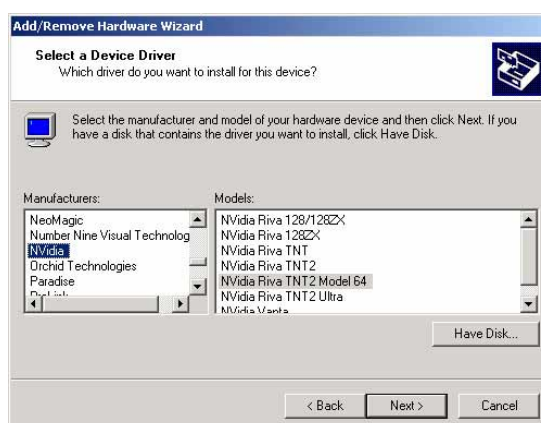 Add/Remove Hardware Wizard
Select a Device Driver
Which driver do you want to install for this device?
Select the manufacturer and model of your hardware device and then click Next. If you
have a disk that contains the driver you want to install, click Have Disk.
Manufacturers:
NeoMagic
Number Nine Visual Technolog
NVidia
Orchid Technologies
Paradise
Models:
NVidia Riva 128/128ZX
NVidia Riva 128ZX
NVidia Riva TNT
NVidia Riva TNT2
NVidia Riva TNT2 Model 64
NVidia Riva TNT2 Ultra
NVidia Vanta
Have Disk...
< Back
Next >
Cancel